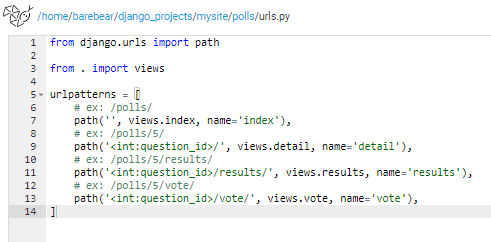 /home/barebear/django_projects/mysite/polls/urls.py
1 from django.urls import path
2
3 from . import views
4
5 urlpatterns = [
6     # ex: /polls/
7     path('', views.index, name='index'),
8     # ex: /polls/5/
9     path('<int:question_id>/', views.detail, name='detail'),
10     # ex: /polls/5/results/
11     path('<int:question_id>/results/', views.results, name='results'),
12     # ex: /polls/5/vote/
13     path('<int:question_id>/vote/', views.vote, name='vote'),
14 ]